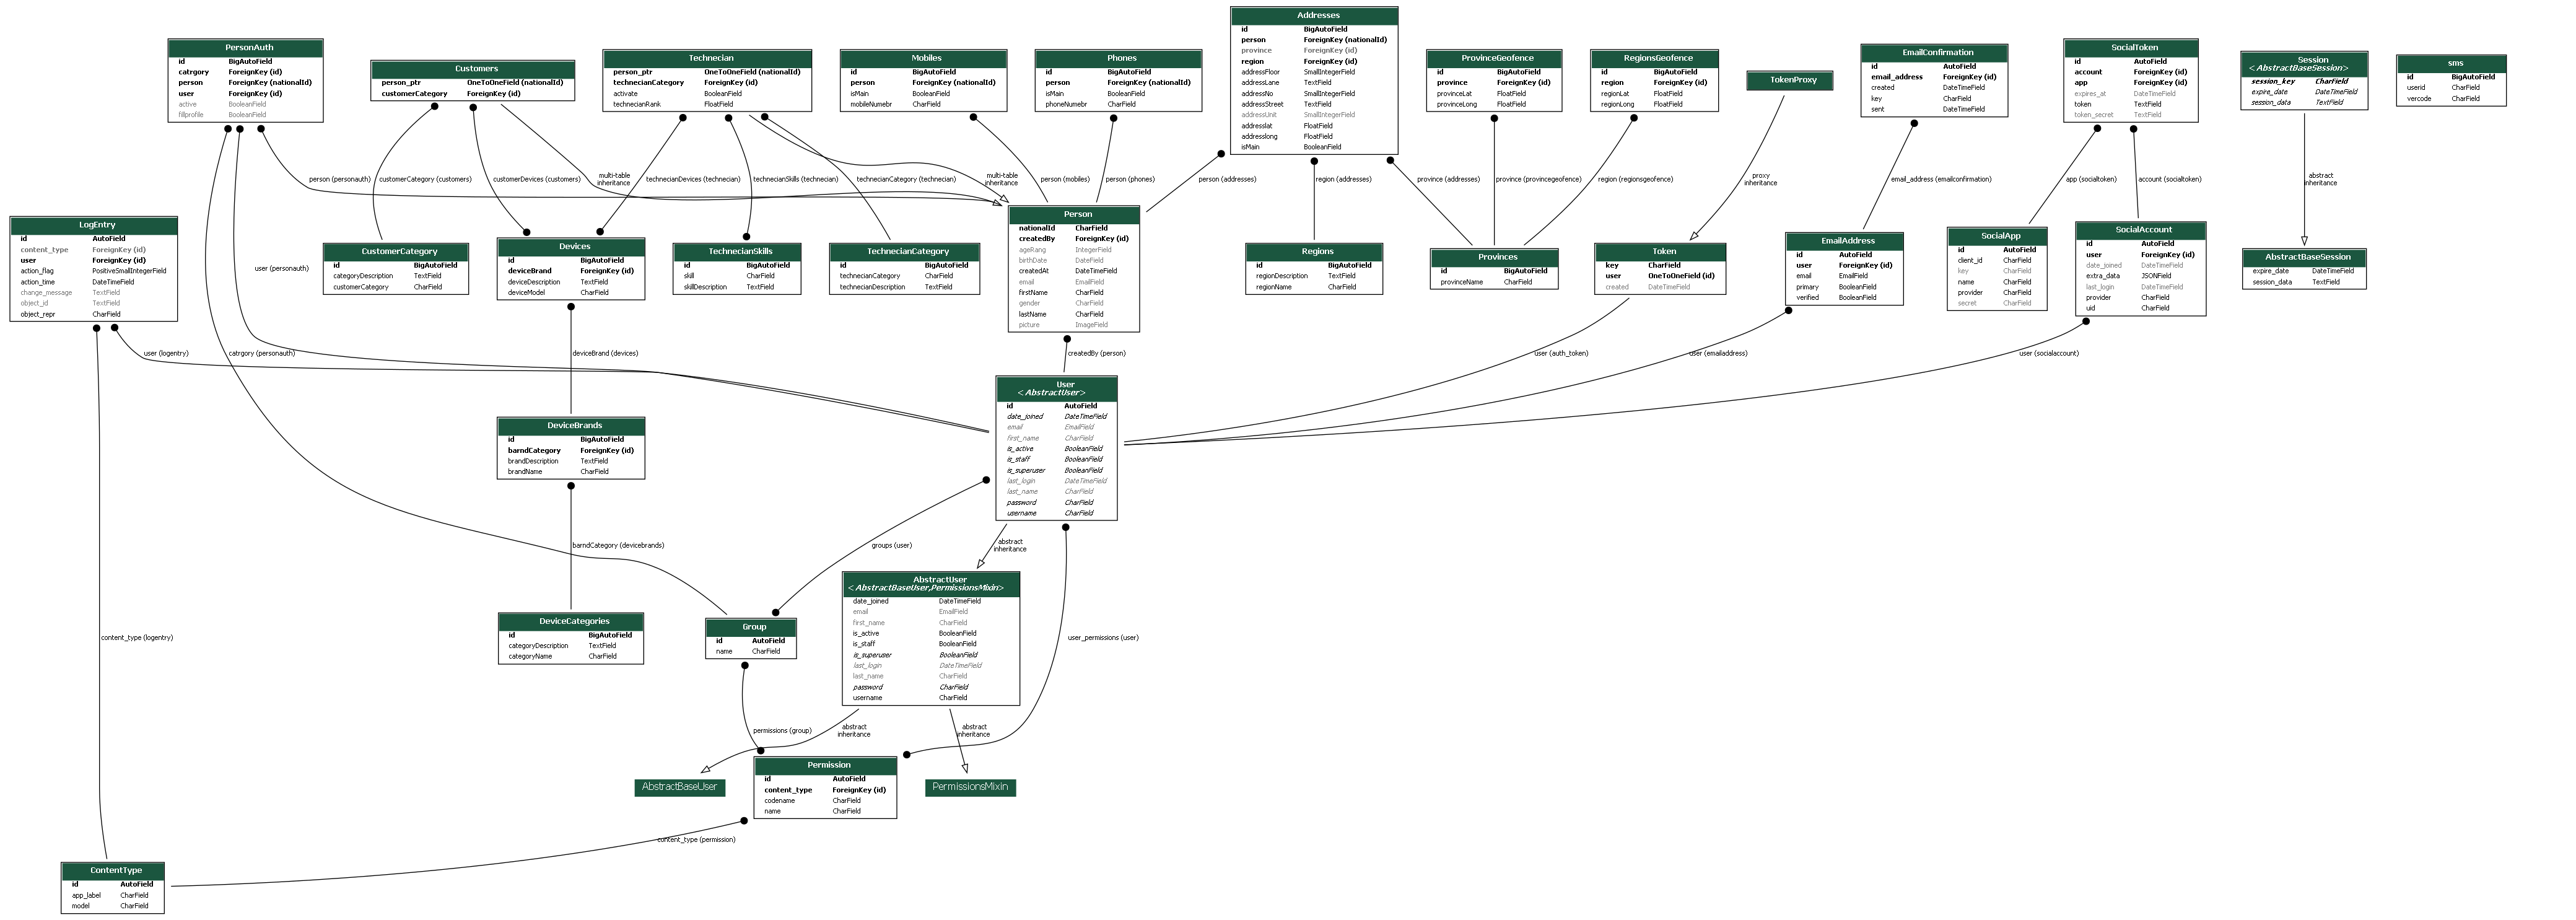 PersonAuth
id BigAutoField
catrgory ForeignKey (id)
person ForeignKey (nationalId)
user ForeignKey (id)
active BooleanField
fillprofile BooleanField
Customers
person_ptr OneToOneField (nationalId)
customerCategory ForeignKey (id)
Technecian
person_ptr OneToOneField (nationalId)
technecianCategory ForeignKey (id)
activate BooleanField
technecianRank FloatField
Mobiles
id BigAutoField
person ForeignKey (nationalId)
isMain BooleanField
mobileNumebr CharField
Phones
id BigAutoField
person ForeignKey (nationalId)
isMain BooleanField
phoneNumebr CharField
Addresses
id BigAutoField
person ForeignKey (nationalId)
province ForeignKey (id)
region ForeignKey (id)
addressFloor SmallIntegerField
addressLane TextField
addressNo SmallIntegerField
addressStreet TextField
addressUnit SmallIntegerField
addresslat FloatField
addresslong FloatField
isMain BooleanField
ProvinceGeofence
id BigAutoField
province ForeignKey (id)
provinceLat FloatField
provinceLong FloatField
RegionsGeofence
id BigAutoField
region ForeignKey (id)
regionLat FloatField
regionLong FloatField
TokenProxy
EmailConfirmation
id AutoField
email_address ForeignKey (id)
created DateTimeField
key CharField
sent DateTimeField
SocialToken
id AutoField
account ForeignKey (id)
app ForeignKey (id)
expires_at DateTimeField
token TextField
token_secret TextField
Session
<AbstractBaseSession>
session_key CharField
expire_date DateTimeField
session_data TextField
sms
id BigAutoField
userid CharField
vercode CharField
person (personauth)
customerCategory (customers)
customerDevices (customers)
multi-table
inheritance
technecianDevices (technecian)
technecianSkills (technecian)
technecianCategory (technecian)
multi-table
inheritance
person (mobiles)
person (phones)
person (addresses)
region (addresses)
province (addresses)
province (provincegeofence)
region (regionsgeofence)
proxy
inheritance
email_address (emailconfirmation)
app (socialtoken)
account (socialtoken)
abstract
inheritance
LogEntry
id AutoField
content_type ForeignKey (id)
user ForeignKey (id)
action_flag PositiveSmallIntegerField
action_time DateTimeField
change_message TextField
object_id TextField
object_repr CharField
user (personauth)
CustomerCategory
id BigAutoField
categoryDescription TextField
customerCategory CharField
Devices
id BigAutoField
deviceBrand ForeignKey (id)
deviceDescription TextField
deviceModel CharField
TechnecianSkills
id BigAutoField
skill CharField
skillDescription TextField
TechnecianCategory
id BigAutoField
technecianCategory CharField
technecianDescription TextField
Person
nationalId CharField
createdBy ForeignKey (id)
ageRang IntegerField
birthDate DateField
createdAt DateTimeField
email EmailField
firstName CharField
gender CharField
lastName CharField
picture ImageField
Regions
id BigAutoField
regionDescription TextField
regionName CharField
Provinces
id BigAutoField
provinceName CharField
Token
key CharField
user OneToOneField (id)
created DateTimeField
EmailAddress
id AutoField
user ForeignKey (id)
email EmailField
primary BooleanField
verified BooleanField
SocialApp
id AutoField
client_id CharField
key CharField
name CharField
provider CharField
secret CharField
SocialAccount
id AutoField
user ForeignKey (id)
date_joined DateTimeField
extra_data JSONField
last_login DateTimeField
provider CharField
uid CharField
AbstractBaseSession
expire_date DateTimeField
session_data TextField
user (logentry)
catrgory (personauth)
deviceBrand (devices)
createdBy (person)
user (auth_token)
user (emailaddress)
user (socialaccount)
User
<AbstractUser>
id AutoField
date_joined DateTimeField
email EmailField
first_name CharField
is_active BooleanField
is_staff BooleanField
is_superuser BooleanField
last_login DateTimeField
last_name CharField
password CharField
username CharField
DeviceBrands
id BigAutoField
barndCategory ForeignKey (id)
brandDescription TextField
brandName CharField
barndCategory (devicebrands)
groups (user)
abstract
inheritance
AbstractUser
<AbstractBaseUser,PermissionsMixin>
date_joined DateTimeField
email EmailField
first_name CharField
is_active BooleanField
is_staff BooleanField
is_superuser BooleanField
last_login DateTimeField
last_name CharField
password CharField
username CharField
DeviceCategories
id BigAutoField
categoryDescription TextField
categoryName CharField
Group
id AutoField
name CharField
content_type (logentry)
user_permissions (user)
permissions (group)
abstract
inheritance
abstract
inheritance
AbstractBaseUser
Permission
id AutoField
content_type ForeignKey (id)
codename CharField
name CharField
PermissionsMixin
content_type (permission)
ContentType
id AutoField
app_label CharField
model CharField